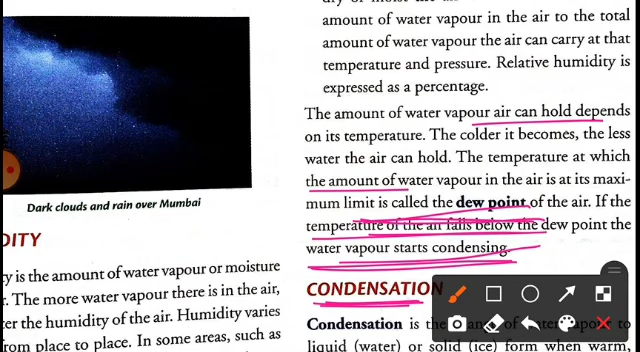 amount of water vapour in the air to the total
amount of water vapour the air can carry at that
temperature and pressure. Relative humidity is
expressed as a percentage.
The amount of water vapour air can hold depends
on its temperature. The colder it becomes, the less
water the air can hold. The temperature at which
the amount of water vapour in the air is at its maxi-
mum limit is called the dew point of the air. If the
temperature of the air falls below the dew point the
water vapour starts condensing.
CONDENSATION
Condensation is the
liquid (water) or solid (ice) form when warm,
Dark clouds and rain over Mumbai
DITY
ty is the amount of water vapour or moisture
r. The more water vapour there is in the air,
ter the humidity of the air. Humidity varies
from place to place. In some areas, such as